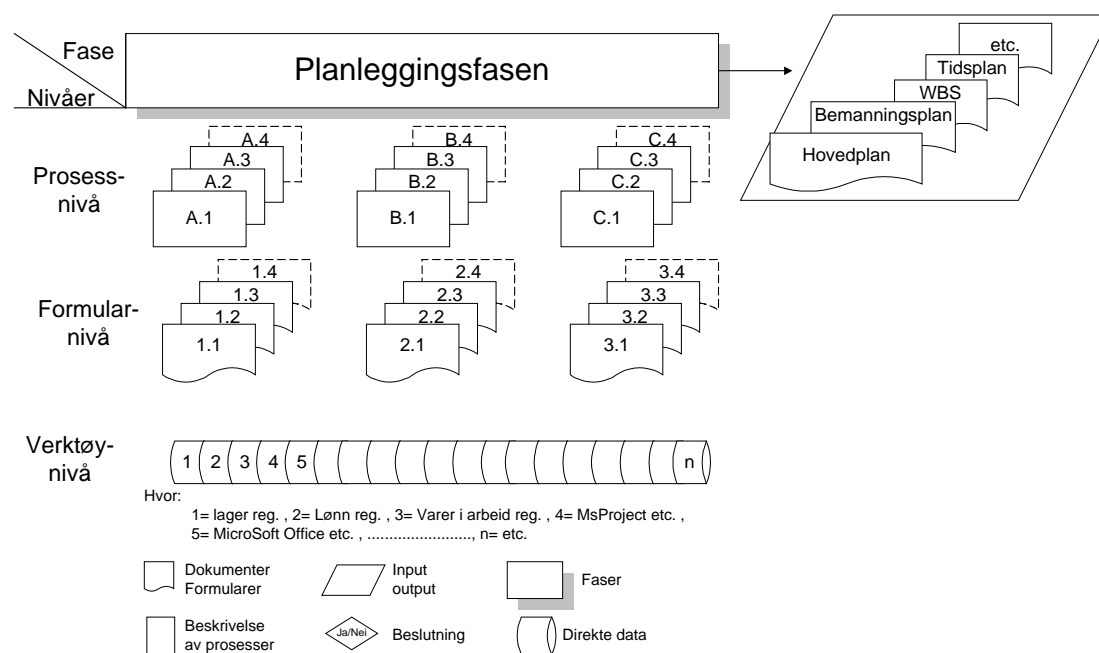 Fase
Nivåer
Planleggingsfasen
etc.
Tidsplan
WBS
Bemanningsplan
Hovedplan
Prosess-
nivå
A.4
A.3
A.2
A.1
B.4
B.3
B.2
B.1
C.4
C.3
C.2
C.1
Formular-
nivå
1.4
1.3
1.2
1.1
2.4
2.3
2.2
2.1
3.4
3.3
3.2
3.1
Verktøy-
nivå
1 2 3 4 5 n
Hvor:
1= lager reg. , 2= Lønn reg. , 3= Varer i arbeid reg. , 4= MsProject etc. ,
5= MicroSoft Office etc. , ........................, n= etc.
Dokumenter
Formularer
Input
output
Faser
Beskrivelse
av prosesser
Ja/Nei
Beslutning
Direkte data